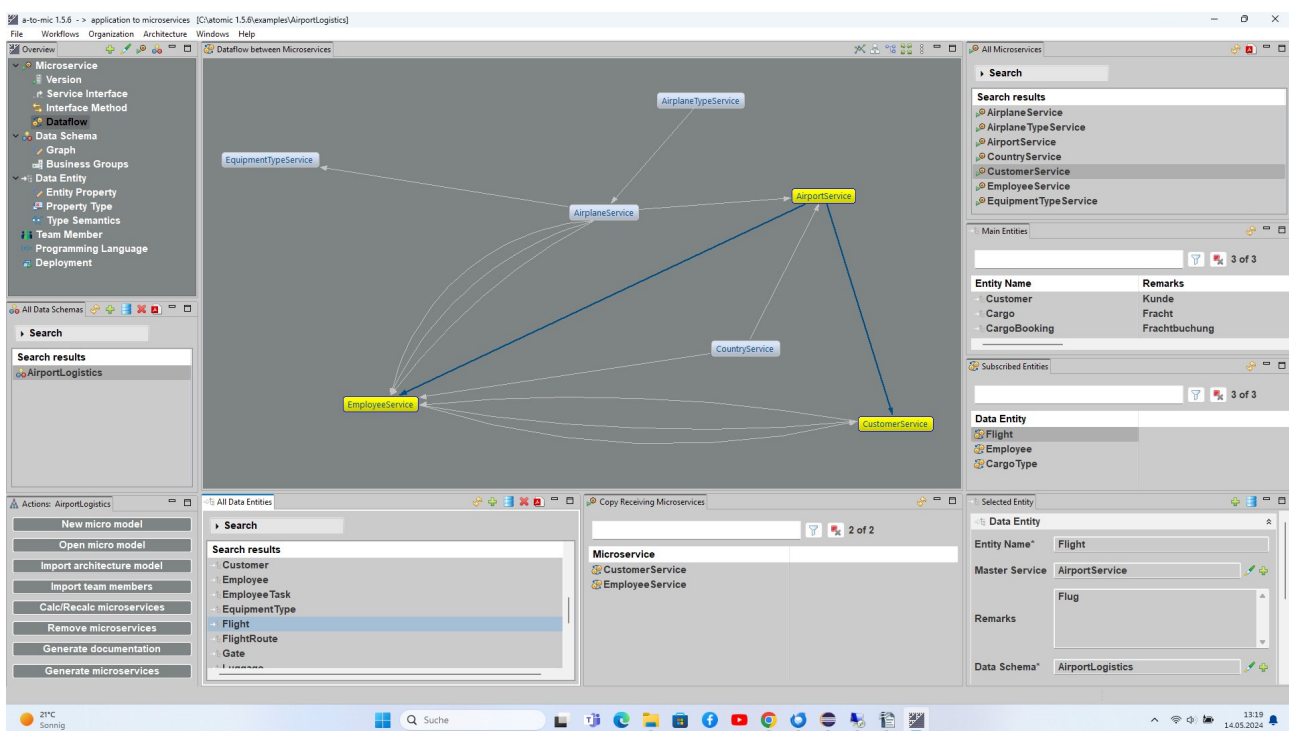 a-to-mic 1.5.6 - > application to microservices [C:\atomic 1.5.6\examples\AirportLogistics]
File Workflows Organization Architecture Windows Help
Overview
Microservice
Version
Service Interface
Interface Method
Dataflow
Data Schema
Graph
Business Groups
Data Entity
Entity Property
Property Type
Type Semantics
Team Member
Programming Language
Deployment
All Data Schemas
Search
Search results
AirportLogistics
Actions: AirportLogistics
New micro model
Open micro model
Import architecture model
Import team members
Calc/Recalc microservices
Remove microservices
Generate documentation
Generate microservices
Dataflow between Microservices
AirplaneTypeService
EquipmentTypeService
AirportService
AirplaneService
CountryService
EmployeeService
CustomerService
All Data Entities
Search
Search results
Customer
Employee
EmployeeTask
EquipmentType
Flight
FlightRoute
Gate
Luggage
Copy Receiving Microservices
2 of 2
Microservice
CustomerService
EmployeeService
All Microservices
Search
Search results
AirplaneService
AirplaneTypeService
AirportService
CountryService
CustomerService
EmployeeService
EquipmentTypeService
Main Entities
3 of 3
Entity Name Remarks
Customer Kunde
Cargo Fracht
CargoBooking Frachtbuchung
Subscribed Entities
3 of 3
Data Entity
Flight
Employee
CargoType
Selected Entity
Data Entity
Entity Name* Flight
Master Service AirportService
Remarks Flug
Data Schema* AirportLogistics
21°C
Sonnig
Suche
13:19
14.05.2024